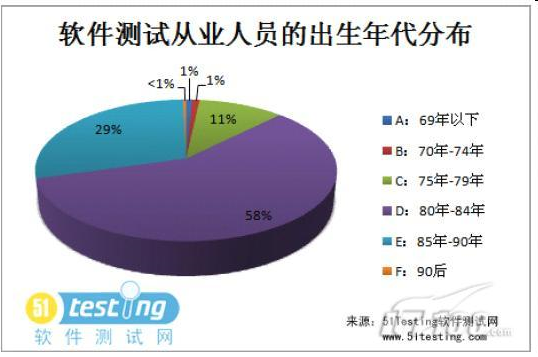 软件测试从业人员的出生年代分布
<1%
1%
1%
11%
29%
58%
A: 69年以下
B: 70年-74年
C: 75年-79年
D: 80年-84年
E: 85年-90年
F: 90后
51 testing
软件测试网
来源: 51Testing软件测试网
www.51testing.com